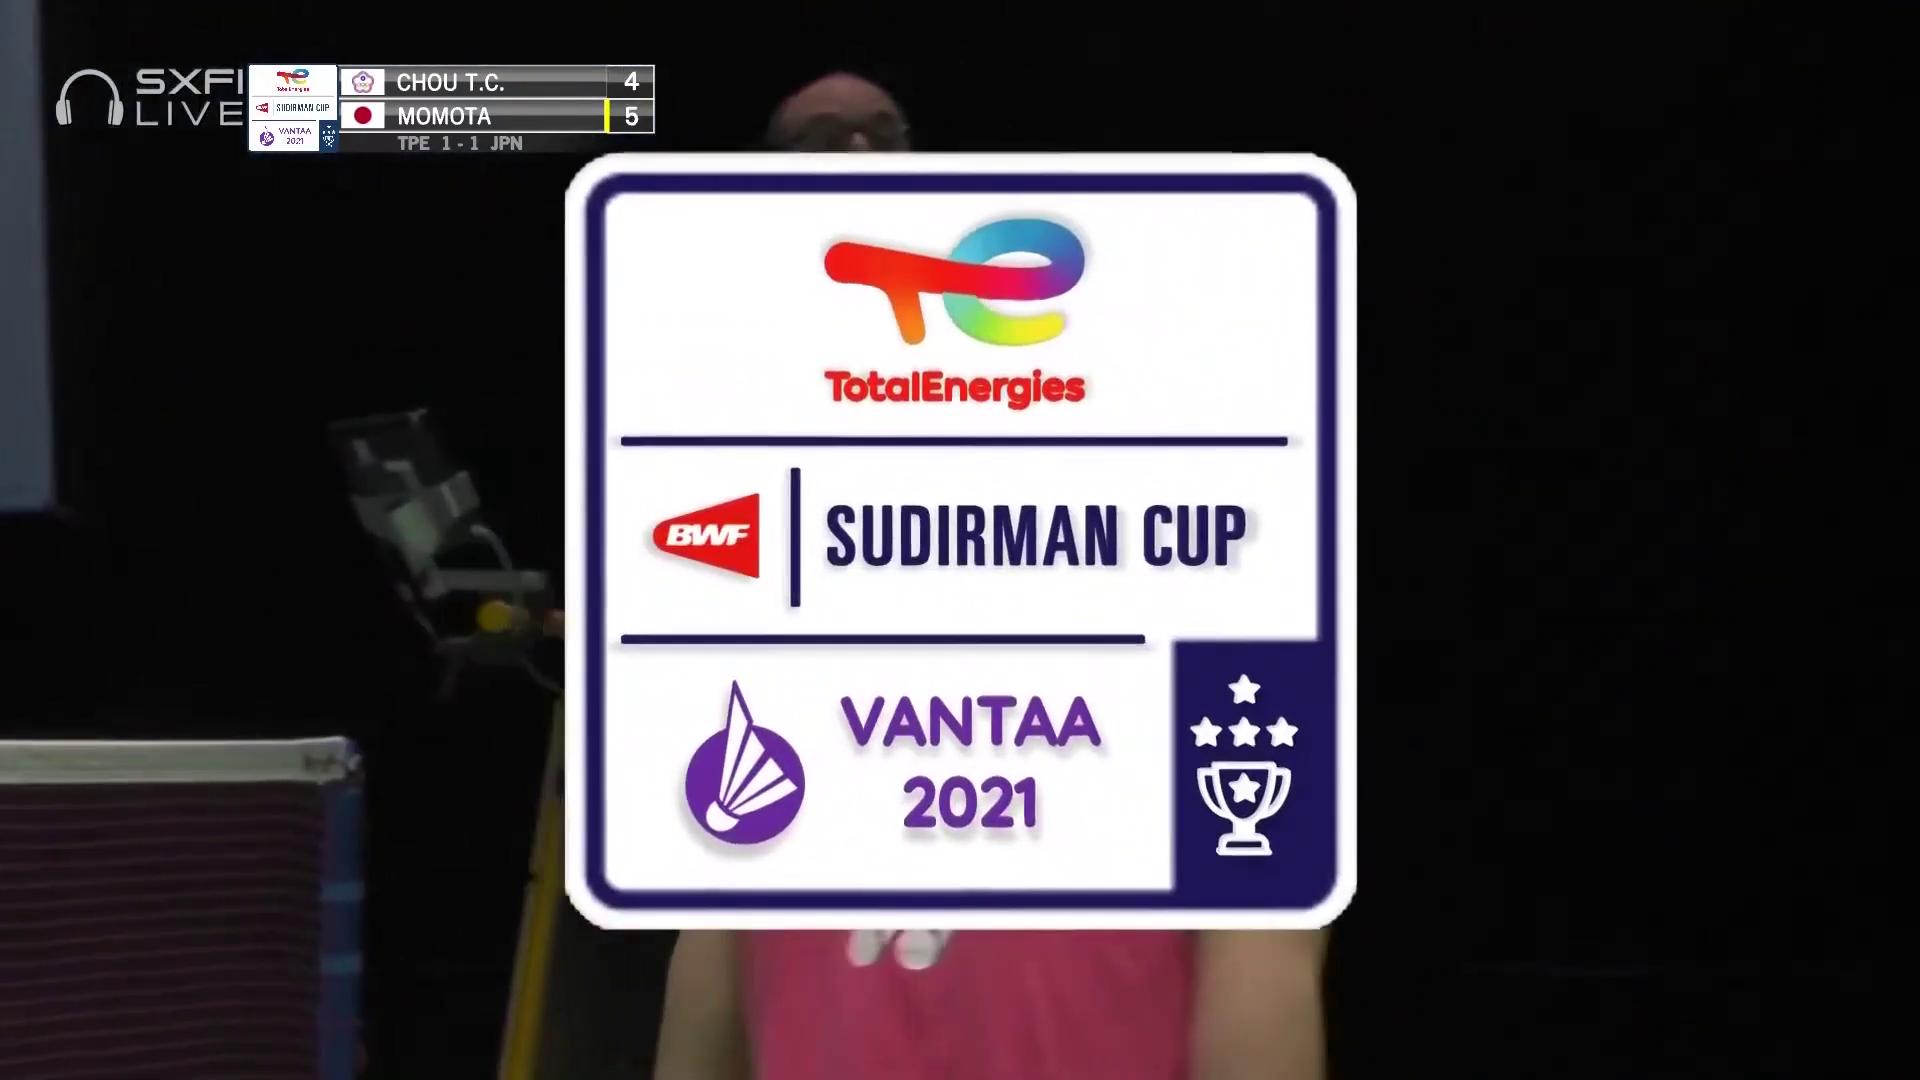 SXFI
LIVE
TotalEnergies
SUDIRMAN CUP
VANTAA
2021
CHOU T.C. 4
MOMOTA 5
TPE 1 - 1 JPN
TotalEnergies
BWF
SUDIRMAN CUP
VANTAA
2021